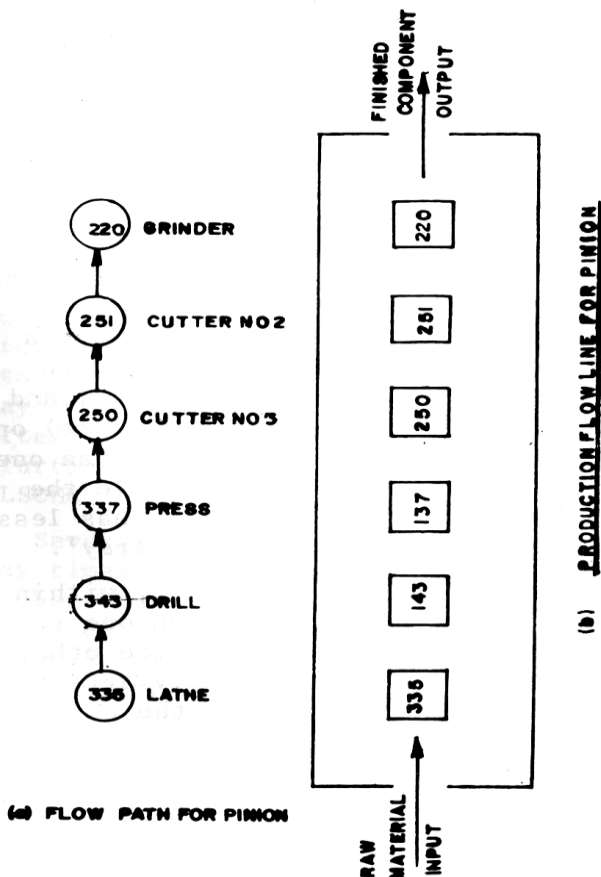 220 GRINDER
251 CUTTER NO 2
250 CUTTER NO 3
337 PRESS
343 DRILL
336 LATHE
(a) FLOW PATH FOR PINION
FINISHED
COMPONENT
OUTPUT
220
251
250
137
143
336
RAW
MATERIAL
INPUT
(b) PRODUCTION FLOW LINE FOR PINION